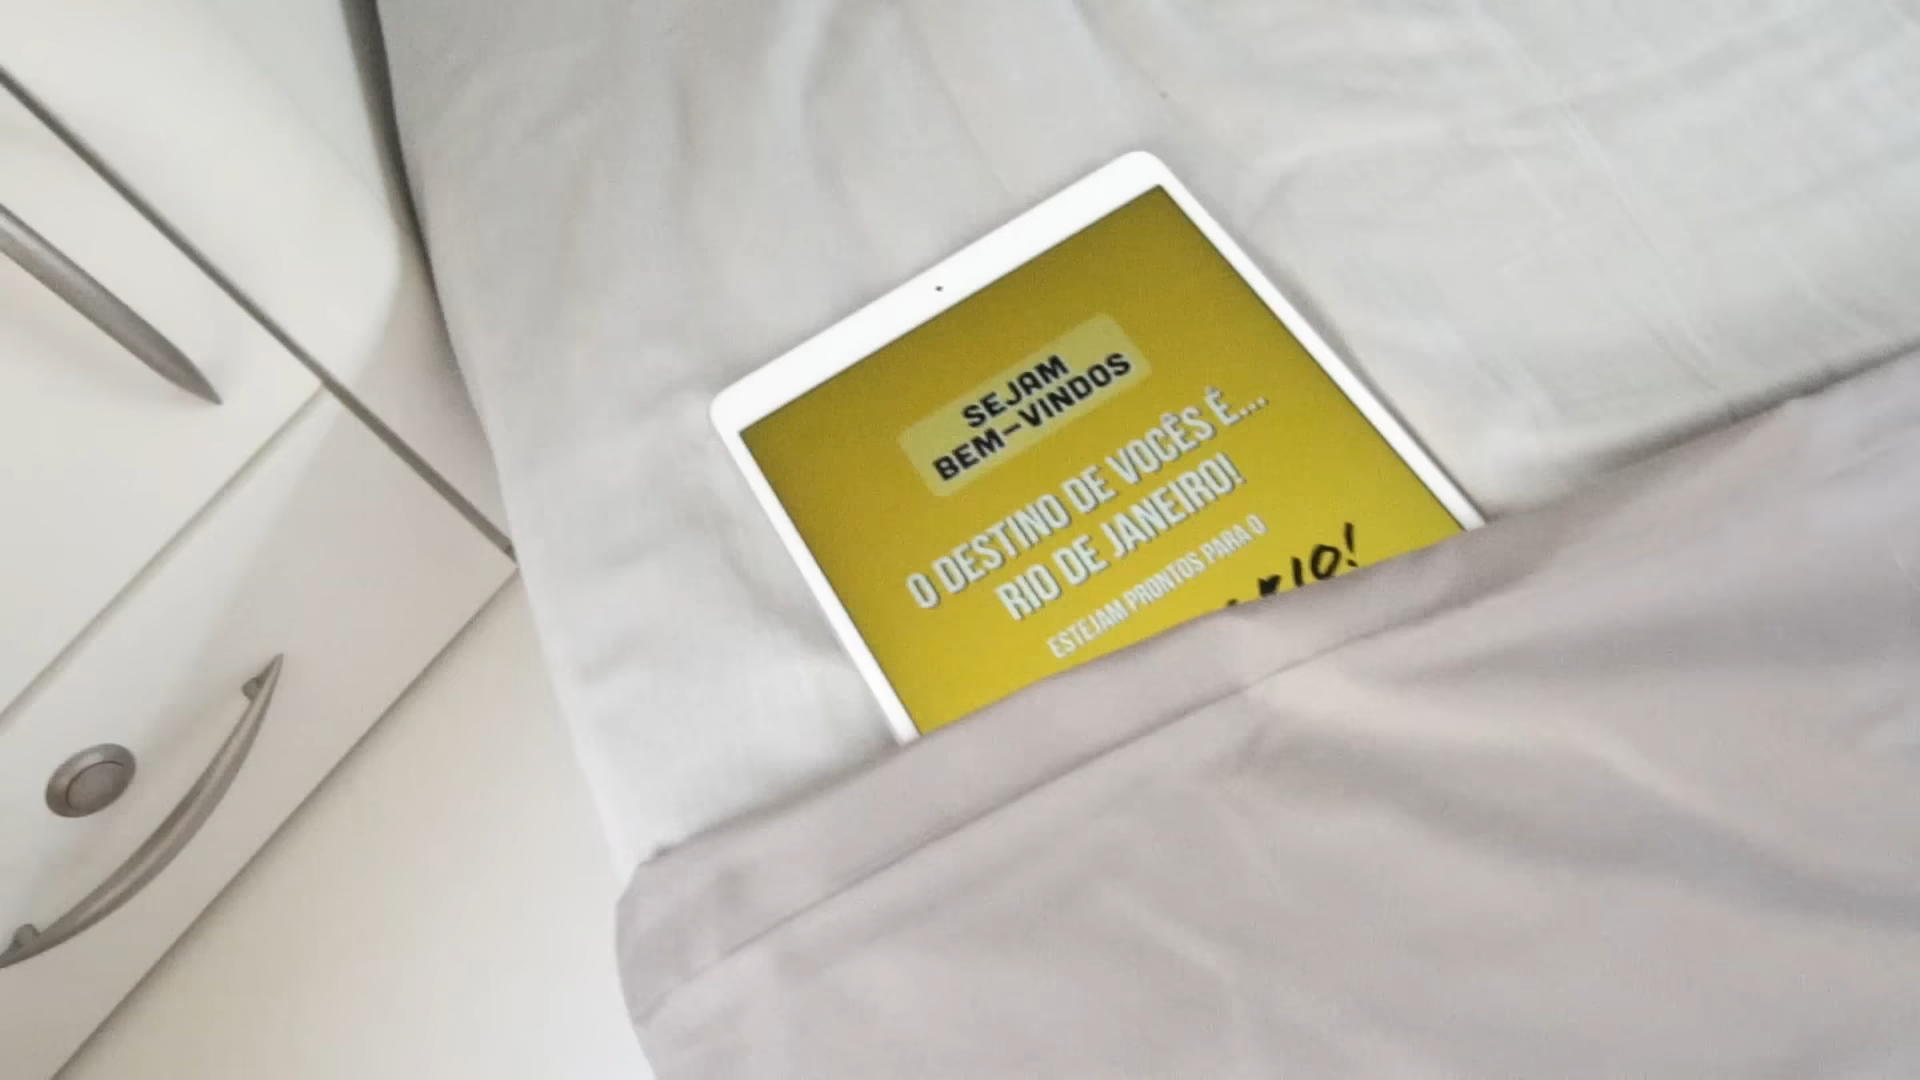 SEJAM
BEM-VINDOS
O DESTINO DE VOCÊS É...
RIO DE JANEIRO!
ESTEJAM PRONTOS PARA O